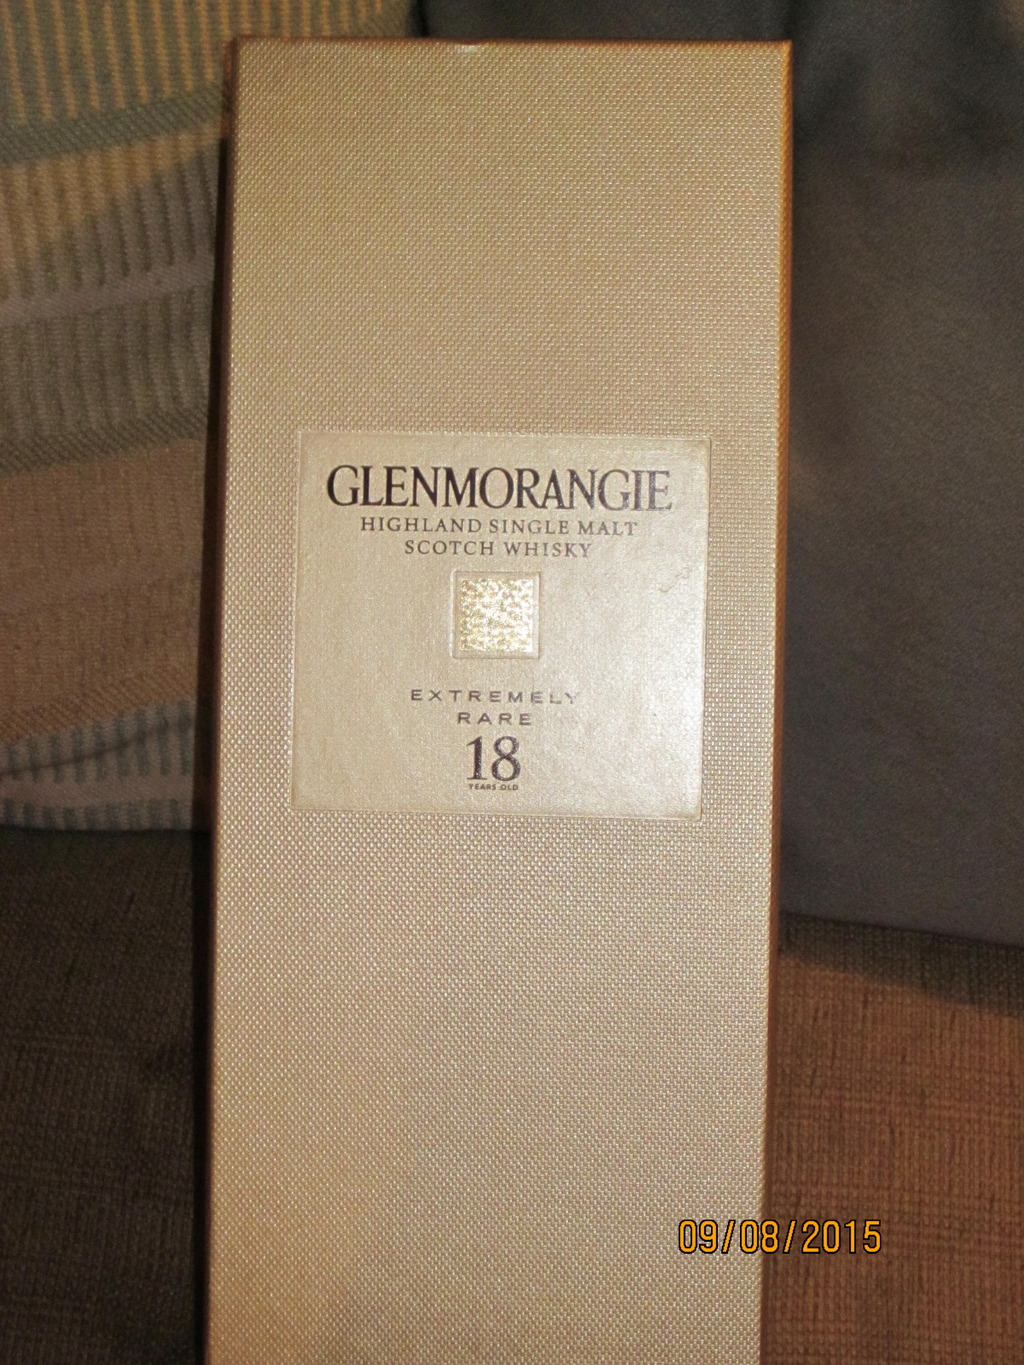 GLENMORANGIE
HIGHLAND SINGLE MALT
SCOTCH WHISKY
EXTREMELY
RARE
18
YEARS OLD
09/08/2015